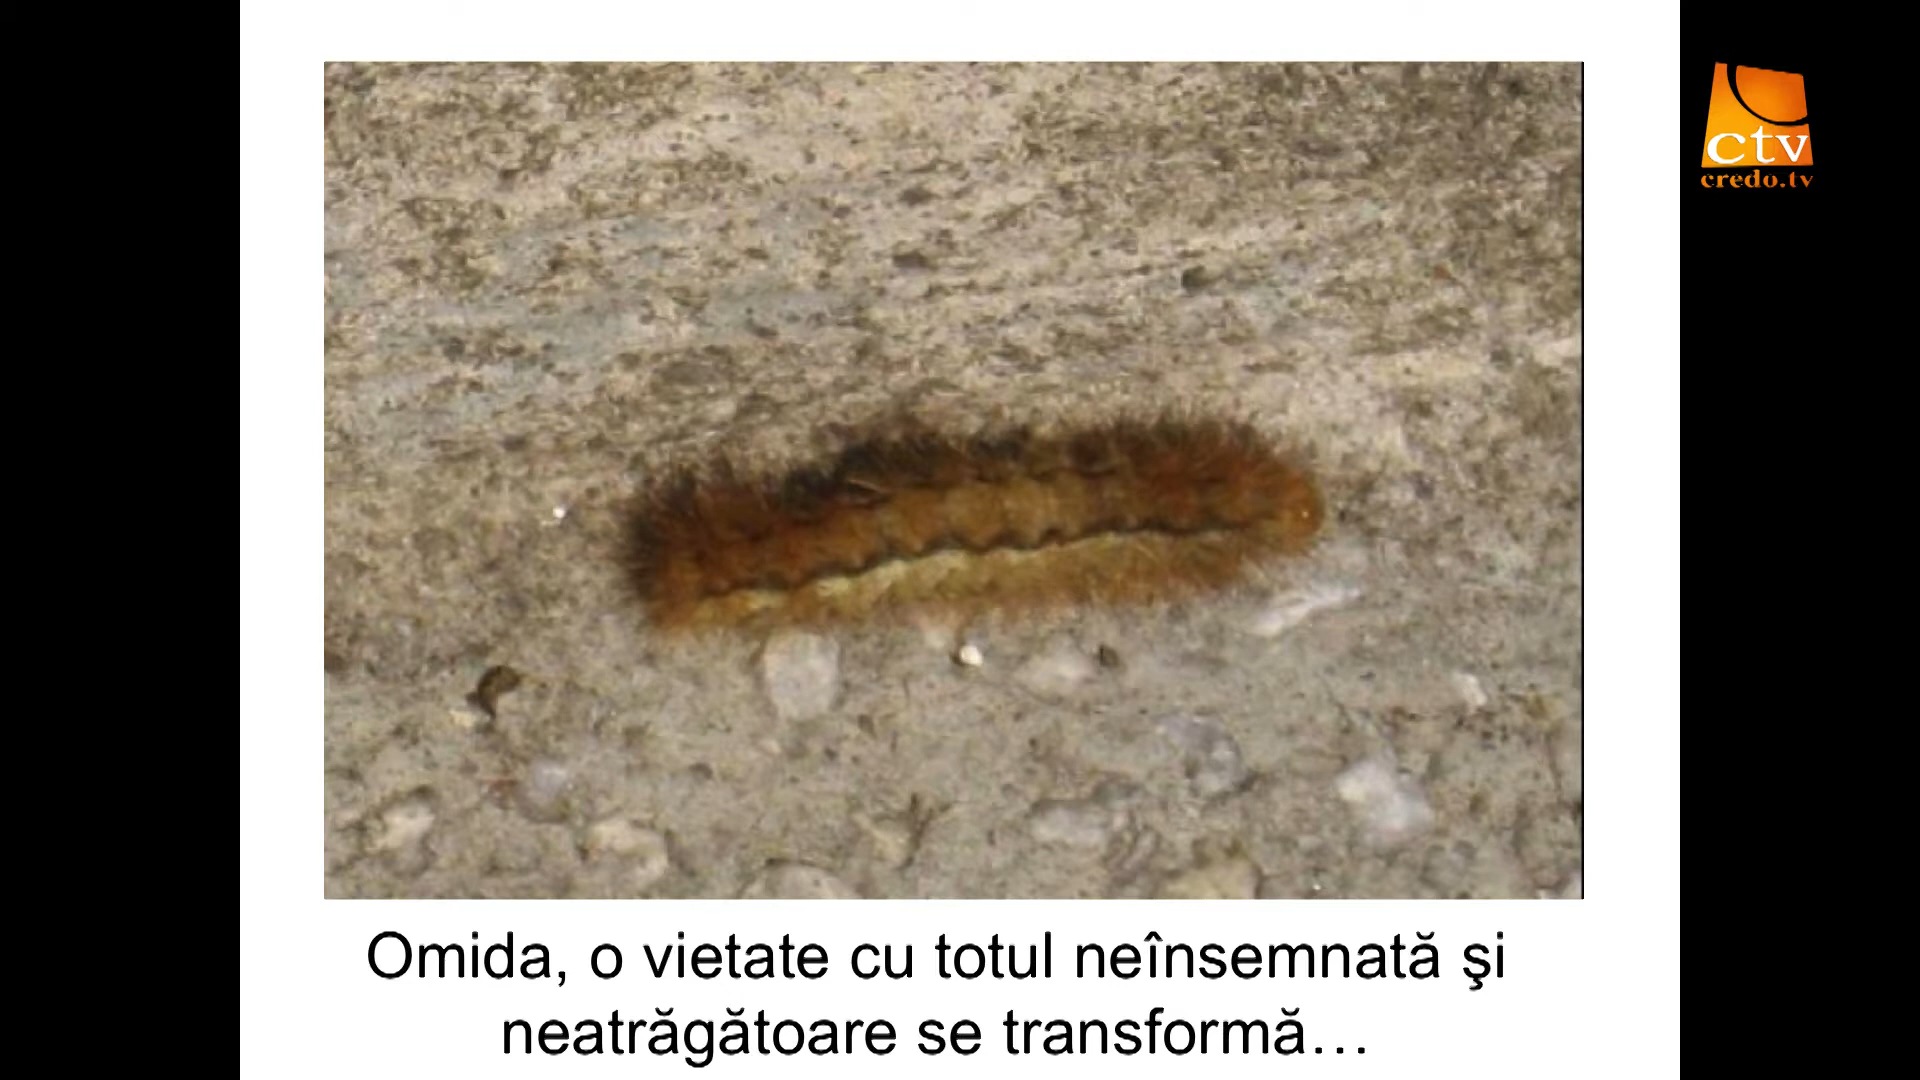 ctv
credo.tv
Omida, o vietate cu totul neînsemnată şi
neatrăgătoare se transformă…